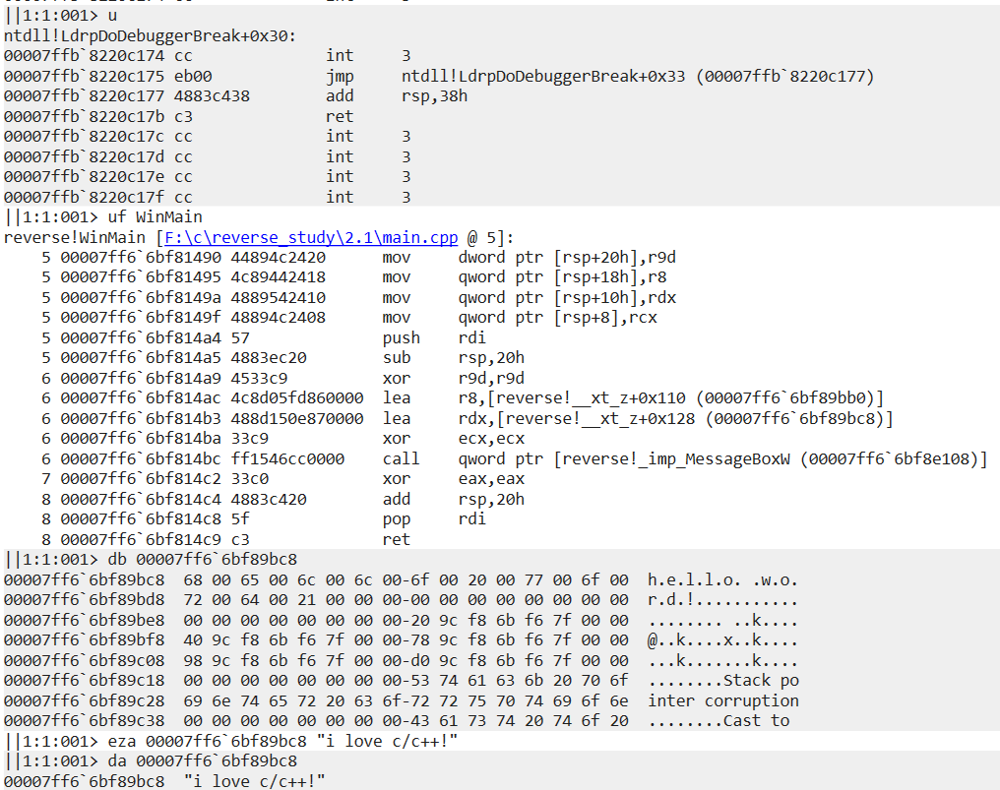 ||1:1:001> u
ntdll!LdrpDoDebuggerBreak+0x30:
00007ffb`8220c174 cc              int     3
00007ffb`8220c175 eb00            jmp     ntdll!LdrpDoDebuggerBreak+0x33 (00007ffb`8220c177)
00007ffb`8220c177 4883c438        add     rsp,38h
00007ffb`8220c17b c3              ret
00007ffb`8220c17c cc              int     3
00007ffb`8220c17d cc              int     3
00007ffb`8220c17e cc              int     3
00007ffb`8220c17f cc              int     3
||1:1:001> uf WinMain
reverse!WinMain [F:\c\reverse_study\2.1\main.cpp @ 5]:
    5 00007ff6`6bf81490 44894c2420      mov     dword ptr [rsp+20h],r9d
    5 00007ff6`6bf81495 4c89442418      mov     qword ptr [rsp+18h],r8
    5 00007ff6`6bf8149a 4889542410      mov     qword ptr [rsp+10h],rdx
    5 00007ff6`6bf8149f 48894c2408      mov     qword ptr [rsp+8],rcx
    5 00007ff6`6bf814a4 57              push    rdi
    5 00007ff6`6bf814a5 4883ec20        sub     rsp,20h
    6 00007ff6`6bf814a9 4533c9          xor     r9d,r9d
    6 00007ff6`6bf814ac 4c8d05fd860000  lea     r8,[reverse!__xt_z+0x110 (00007ff6`6bf89bb0)]
    6 00007ff6`6bf814b3 488d150e870000  lea     rdx,[reverse!__xt_z+0x128 (00007ff6`6bf89bc8)]
    6 00007ff6`6bf814ba 33c9            xor     ecx,ecx
    6 00007ff6`6bf814bc ff1546cc0000    call    qword ptr [reverse!_imp_MessageBoxW (00007ff6`6bf8e108)]
    7 00007ff6`6bf814c2 33c0            xor     eax,eax
    8 00007ff6`6bf814c4 4883c420        add     rsp,20h
    8 00007ff6`6bf814c8 5f              pop     rdi
    8 00007ff6`6bf814c9 c3              ret
||1:1:001> db 00007ff6`6bf89bc8
00007ff6`6bf89bc8  68 00 65 00 6c 00 6c 00-6f 00 20 00 77 00 6f 00  h.e.l.l.o. .w.o.
00007ff6`6bf89bd8  72 00 64 00 21 00 00 00-00 00 00 00 00 00 00 00  r.d.!...........
00007ff6`6bf89be8  00 00 00 00 00 00 00 00-20 9c f8 6b f6 7f 00 00  ........ ..k....
00007ff6`6bf89bf8  40 9c f8 6b f6 7f 00 00-78 9c f8 6b f6 7f 00 00  @..k....x..k....
00007ff6`6bf89c08  98 9c f8 6b f6 7f 00 00-d0 9c f8 6b f6 7f 00 00  ...k.......k....
00007ff6`6bf89c18  00 00 00 00 00 00 00 00-53 74 61 63 6b 20 70 6f  ........Stack po
00007ff6`6bf89c28  69 6e 74 65 72 20 63 6f-72 72 75 70 74 69 6f 6e  inter corruption
00007ff6`6bf89c38  00 00 00 00 00 00 00 00-43 61 73 74 20 74 6f 20  ........Cast to
||1:1:001> eza 00007ff6`6bf89bc8 "i love c/c++!"
||1:1:001> da 00007ff6`6bf89bc8
00007ff6`6bf89bc8  "i love c/c++!"